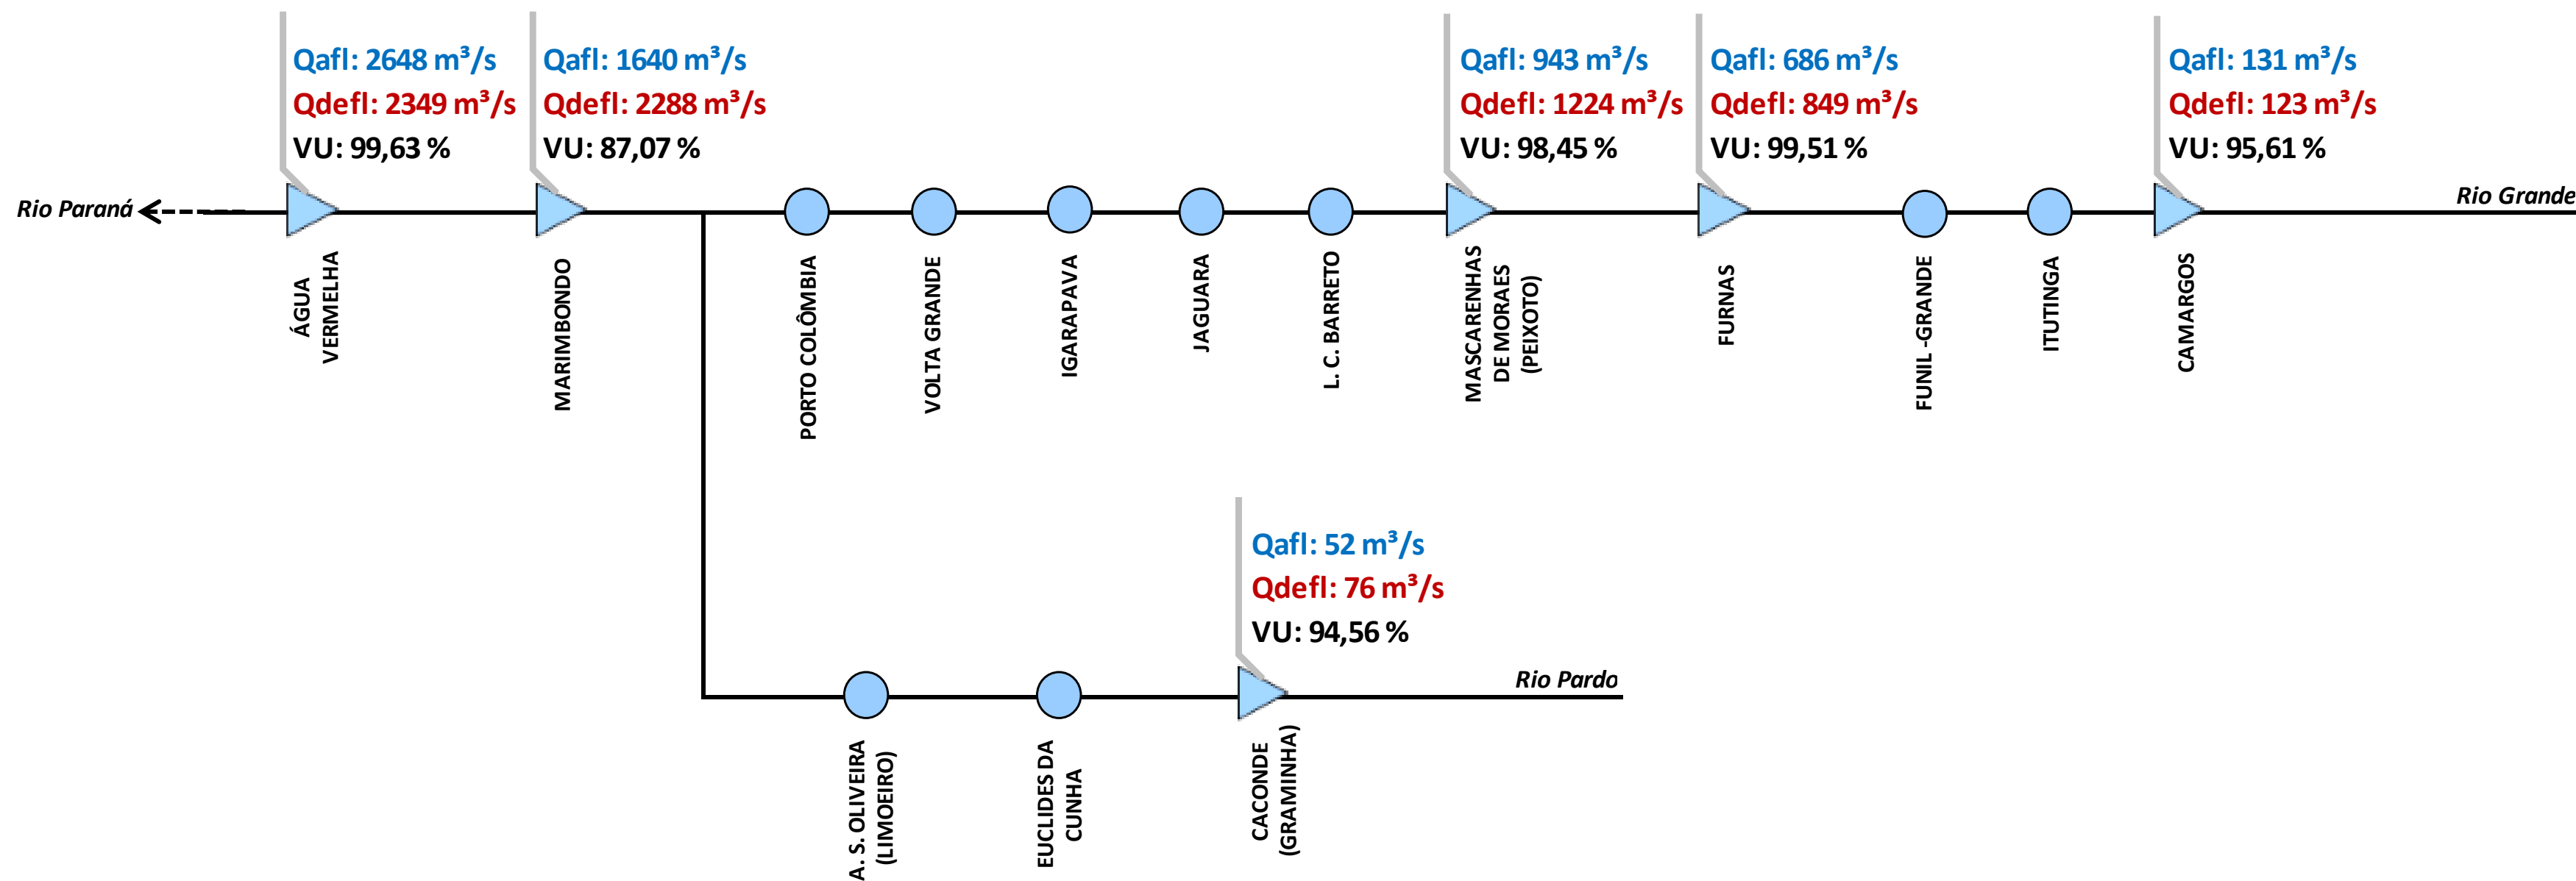 Qafl: 2648 m³/s
Qdefl: 2349 m³/s
VU: 99,63 %
Qafl: 1640 m³/s
Qdefl: 2288 m³/s
VU: 87,07 %
Qafl: 943 m³/s
Qdefl: 1224 m³/s
VU: 98,45 %
Qafl: 686 m³/s
Qdefl: 849 m³/s
VU: 99,51 %
Qafl: 131 m³/s
Qdefl: 123 m³/s
VU: 95,61 %
Rio Paraná
Rio Grande
ÁGUA
VERMELHA
MARIMBONDO
PORTO COLÔMBIA
VOLTA GRANDE
IGARAPAVA
JAGUARA
L. C. BARRETO
MASCARENHAS
DE MORAES
(PEIXOTO)
FURNAS
FUNIL -GRANDE
ITUTINGA
CAMARGOS
Qafl: 52 m³/s
Qdefl: 76 m³/s
VU: 94,56 %
Rio Pardo
A. S. OLIVEIRA
(LIMOEIRO)
EUCLIDES DA
CUNHA
CACONDE
(GRAMINHA)